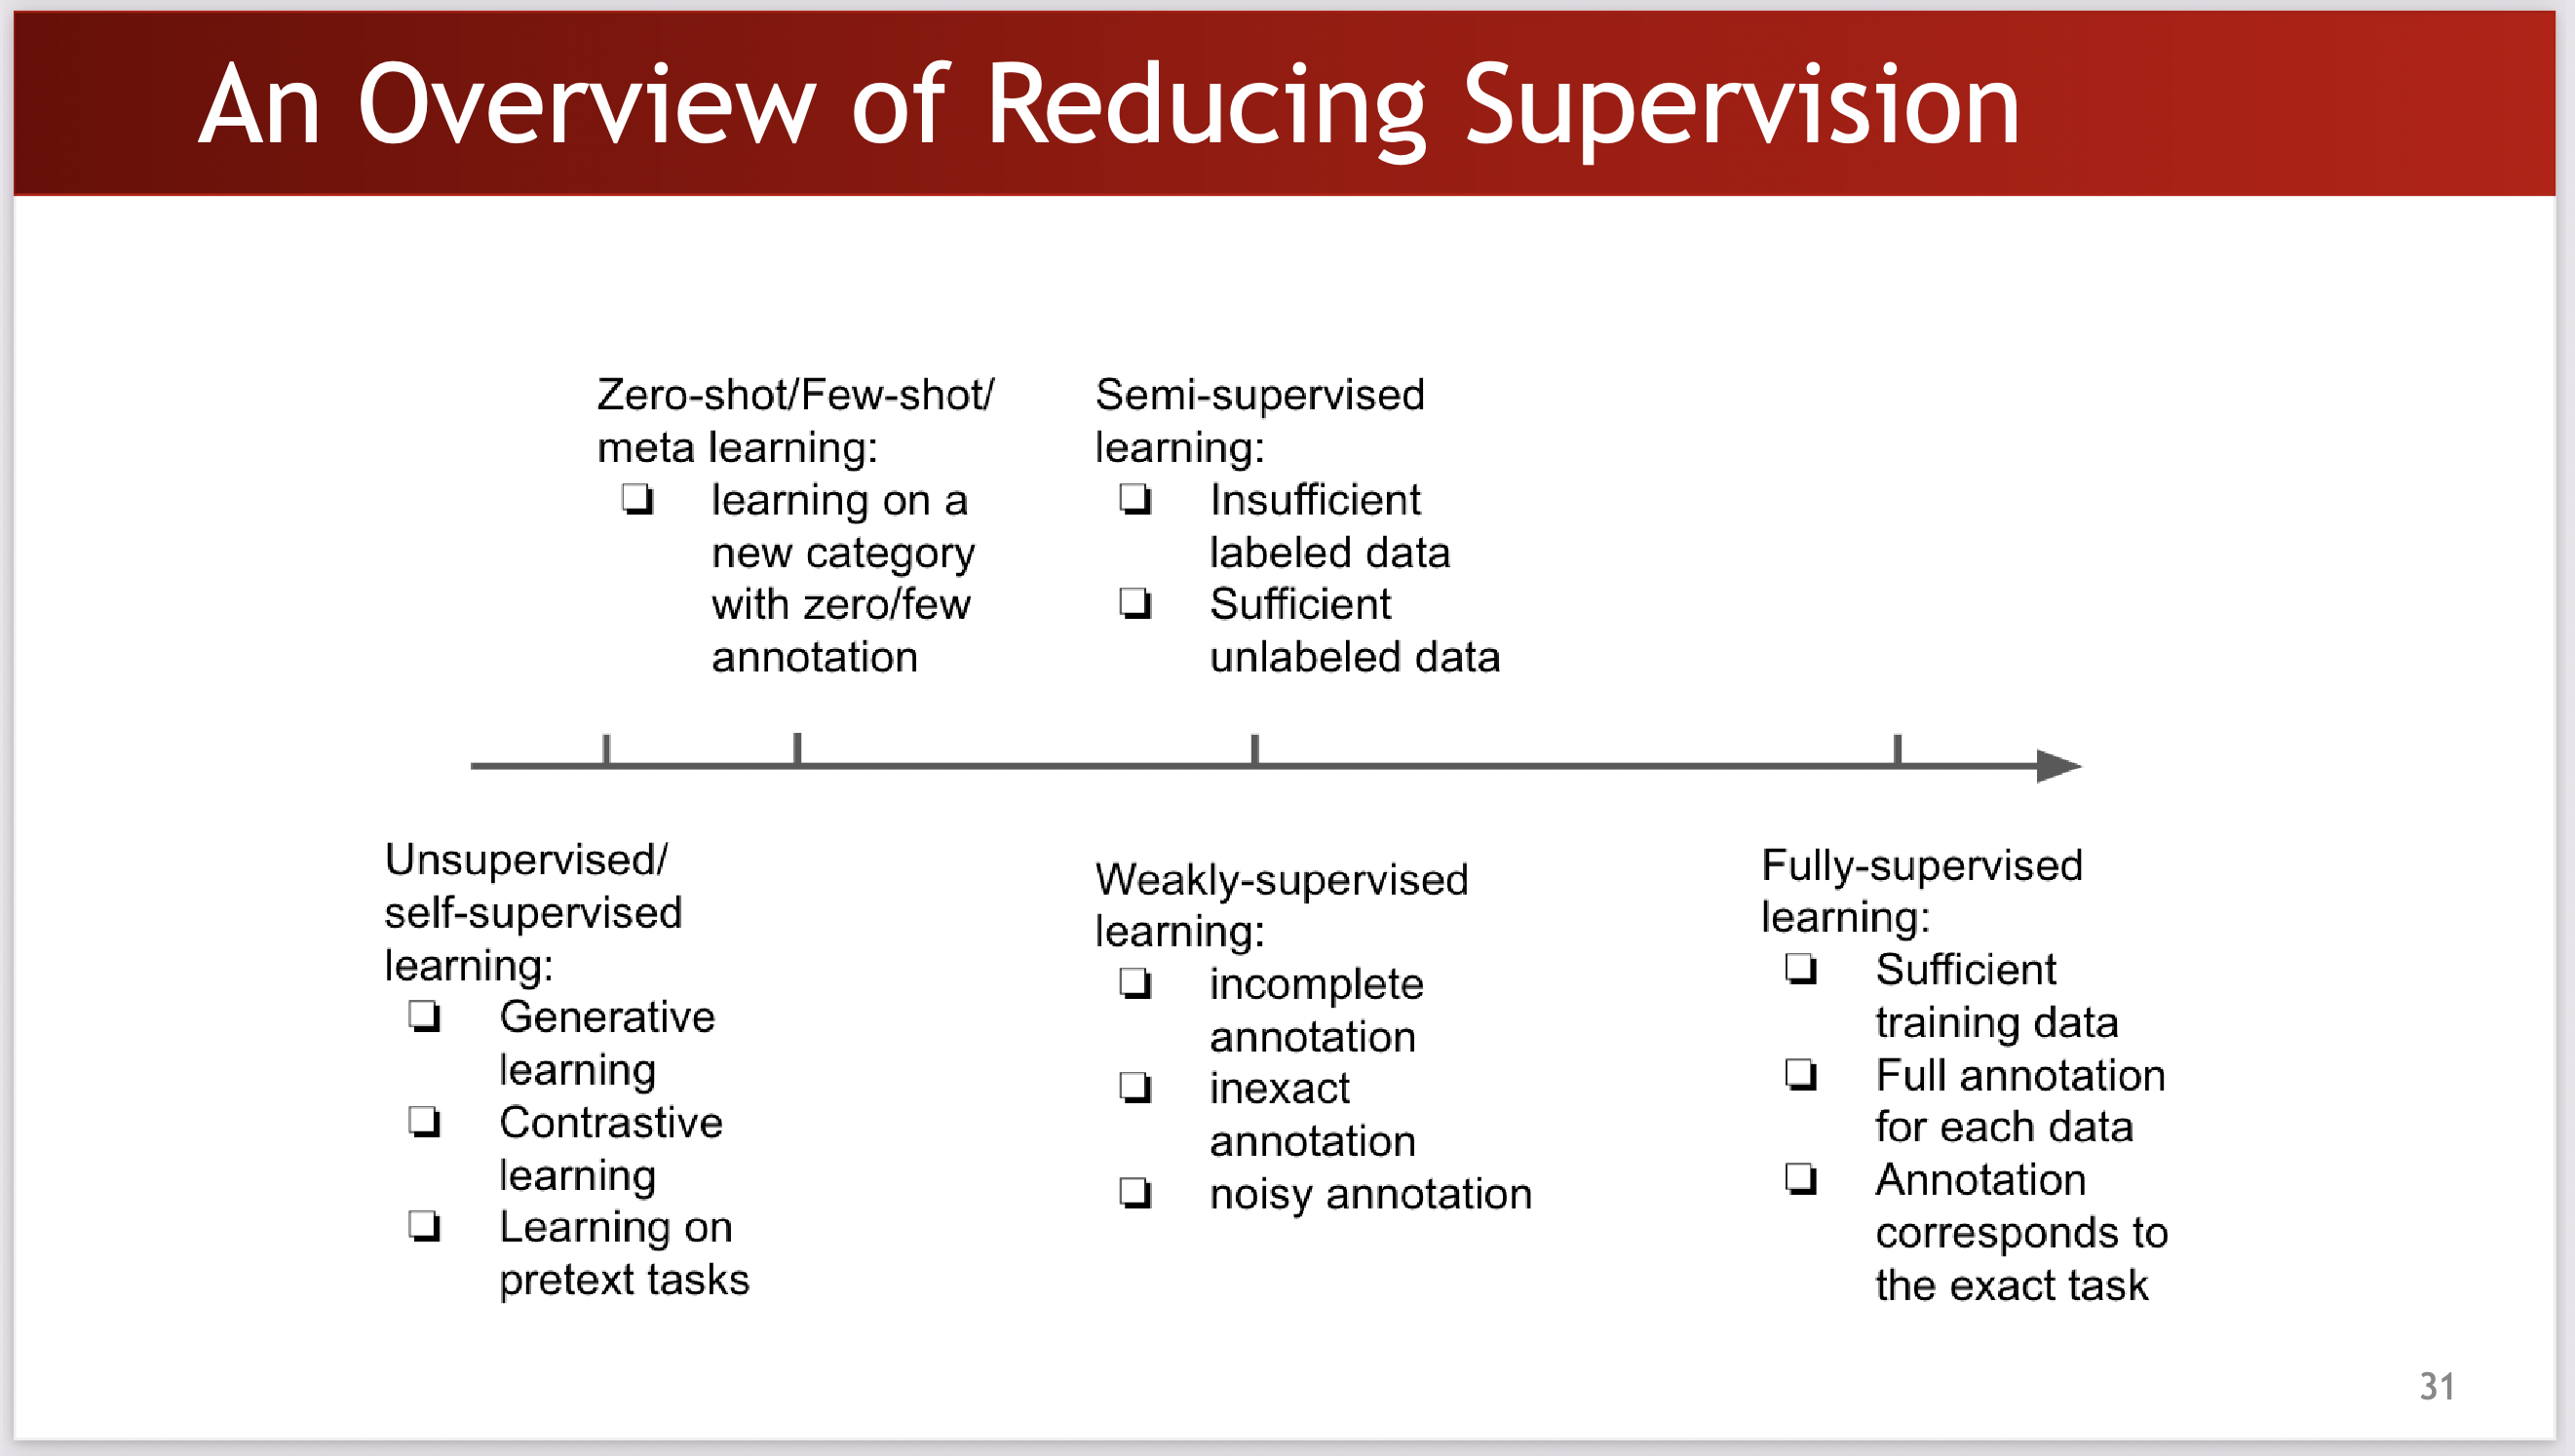 An Overview of Reducing Supervision
Zero-shot/Few-shot/
meta learning:
❏ learning on a
new category
with zero/few
annotation
Semi-supervised
learning:
❏ Insufficient
labeled data
❏ Sufficient
unlabeled data
Unsupervised/
self-supervised
learning:
❏ Generative
learning
❏ Contrastive
learning
❏ Learning on
pretext tasks
Weakly-supervised
learning:
❏ incomplete
annotation
❏ inexact
annotation
❏ noisy annotation
Fully-supervised
learning:
❏ Sufficient
training data
❏ Full annotation
for each data
❏ Annotation
corresponds to
the exact task
31